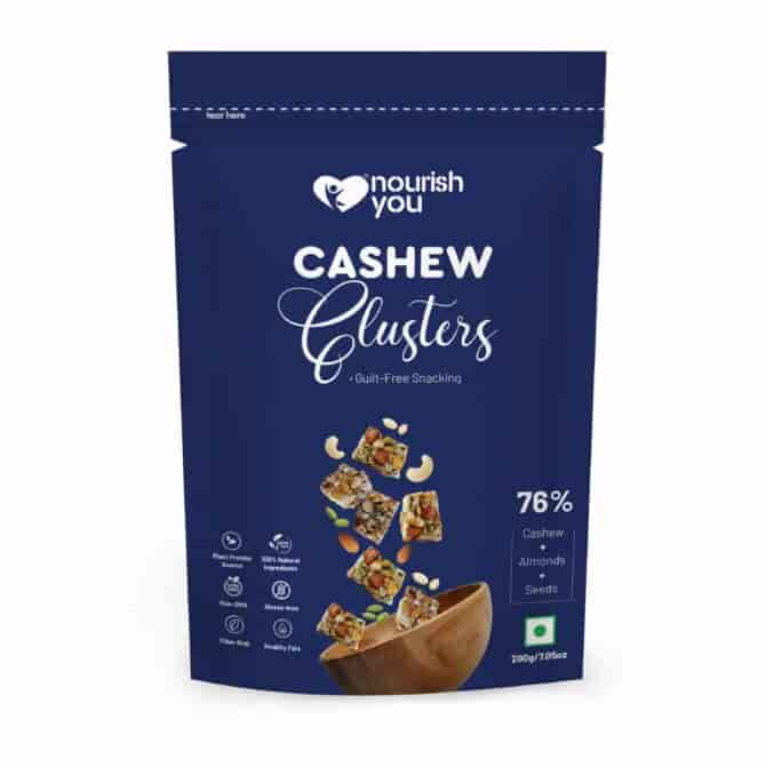 tear here
nourish
you
CASHEW
Clusters
• Guilt-Free Snacking
76%
Cashew
+
Almonds
+
Seeds
Plant Protein
Source
100% Natural
Ingredients
Non-GMO
Gluten-free
Fiber-Rich
Healthy Fats
200g/7.05oz